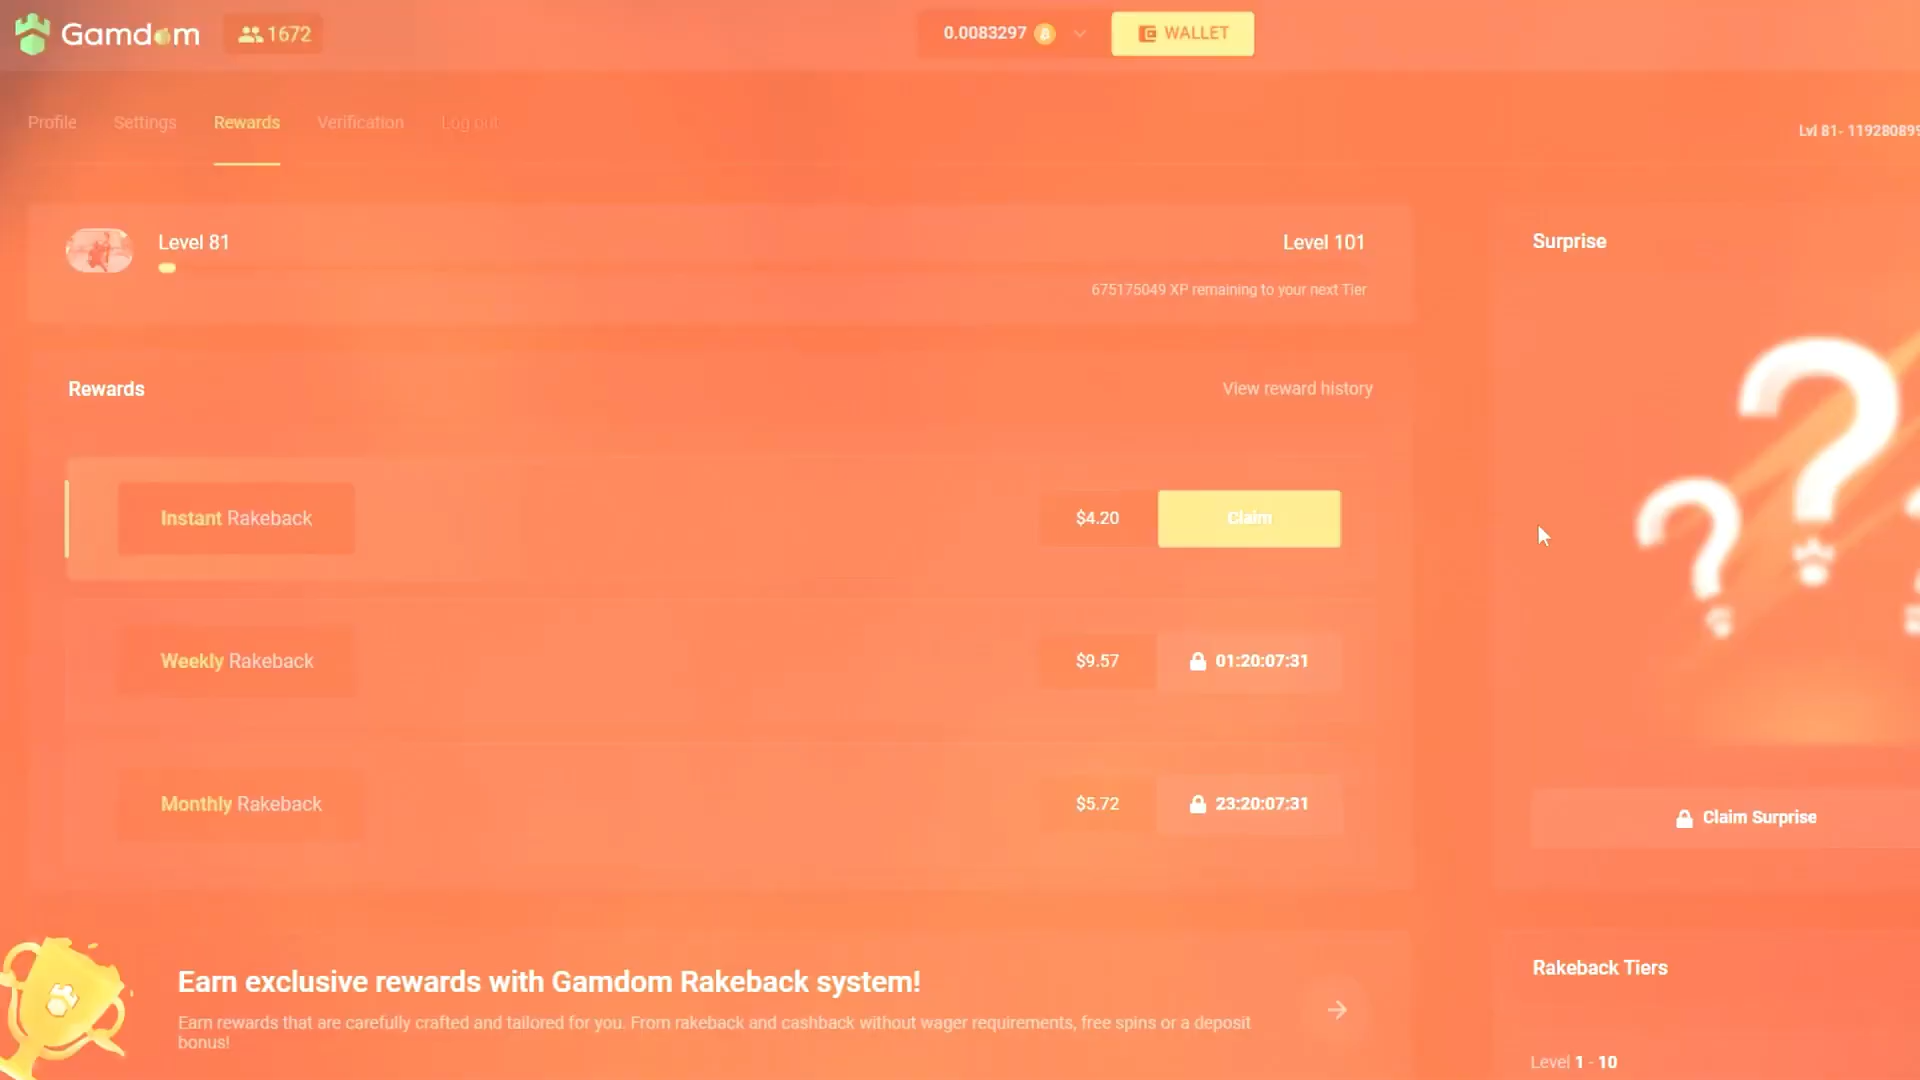 Gamdom
1672
0.0083297
WALLET
Profile
Settings
Rewards
Verification
Log out
Lvl 81- 119280899
Level 81
Level 101
675175049 XP remaining to your next Tier
Surprise
Rewards
View reward history
Instant Rakeback
$4.20
Claim
Weekly Rakeback
$9.57
01:20:07:31
Monthly Rakeback
$5.72
23:20:07:31
Claim Surprise
Earn exclusive rewards with Gamdom Rakeback system!
Earn rewards that are carefully crafted and tailored for you. From rakeback and cashback without wager requirements, free spins or a deposit
bonus!
Rakeback Tiers
Level 1 - 10